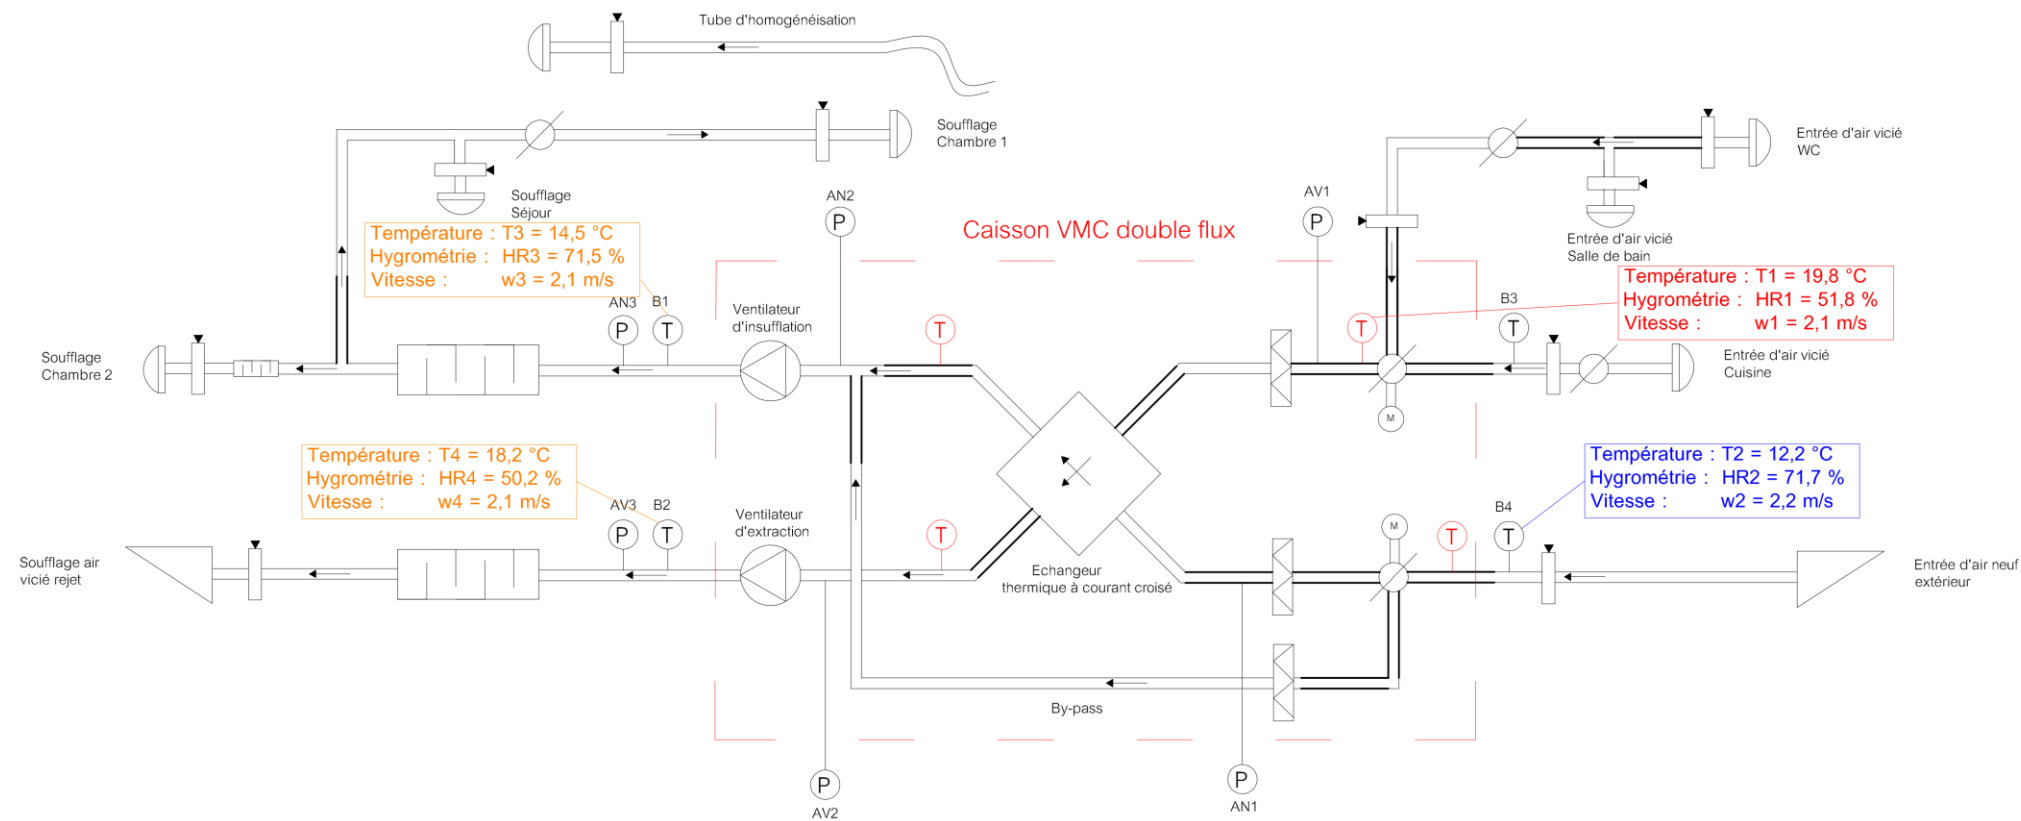 Tube d'homogénéisation
Soufflage
Chambre 1
Entrée d'air vicié
WC
Soufflage
Séjour
AN2
AV1
Caisson VMC double flux
Entrée d'air vicié
Salle de bain
Température : T3 = 14,5 °C
Hygrométrie : HR3 = 71,5 %
Vitesse : w3 = 2,1 m/s
P
P
Température : T1 = 19,8 °C
Hygrométrie : HR1 = 51,8 %
Vitesse : w1 = 2,1 m/s
AN3
B1
Ventilateur
d'insufflation
B3
P
T
T
T
T
Soufflage
Chambre 2
Entrée d'air vicié
Cuisine
M
Température : T4 = 18,2 °C
Hygrométrie : HR4 = 50,2 %
Vitesse : w4 = 2,1 m/s
Température : T2 = 12,2 °C
Hygrométrie : HR2 = 71,7 %
Vitesse : w2 = 2,2 m/s
AV3
B2
Ventilateur
d'extraction
B4
P
T
T
M
T
T
Soufflage air
vicié rejet
Echangeur
thermique à courant croisé
Entrée d'air neuf
extérieur
By-pass
P
AV2
P
AN1